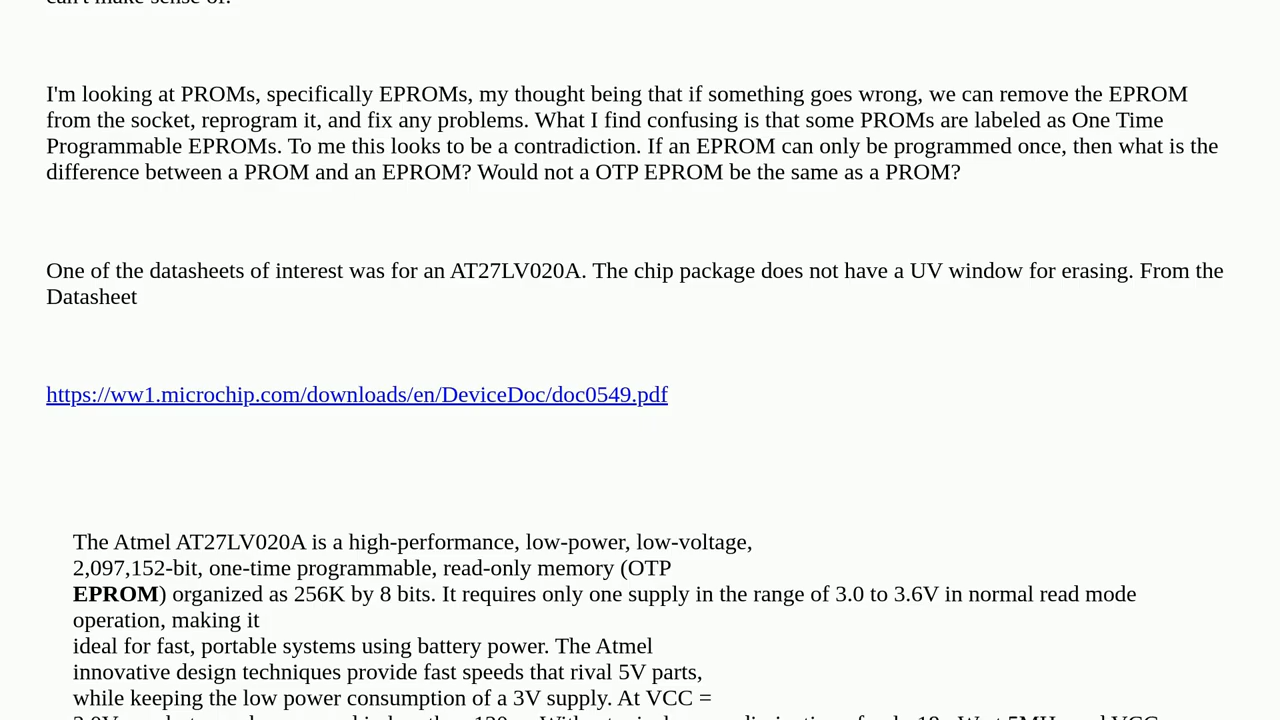 can't make sense of.
I'm looking at PROMs, specifically EPROMs, my thought being that if something goes wrong, we can remove the EPROM
from the socket, reprogram it, and fix any problems. What I find confusing is that some PROMs are labeled as One Time
Programmable EPROMs. To me this looks to be a contradiction. If an EPROM can only be programmed once, then what is the
difference between a PROM and an EPROM? Would not a OTP EPROM be the same as a PROM?
One of the datasheets of interest was for an AT27LV020A. The chip package does not have a UV window for erasing. From the
Datasheet
https://ww1.microchip.com/downloads/en/DeviceDoc/doc0549.pdf
The Atmel AT27LV020A is a high-performance, low-power, low-voltage,
2,097,152-bit, one-time programmable, read-only memory (OTP
EPROM) organized as 256K by 8 bits. It requires only one supply in the range of 3.0 to 3.6V in normal read mode
operation, making it
ideal for fast, portable systems using battery power. The Atmel
innovative design techniques provide fast speeds that rival 5V parts,
while keeping the low power consumption of a 3V supply. At VCC =